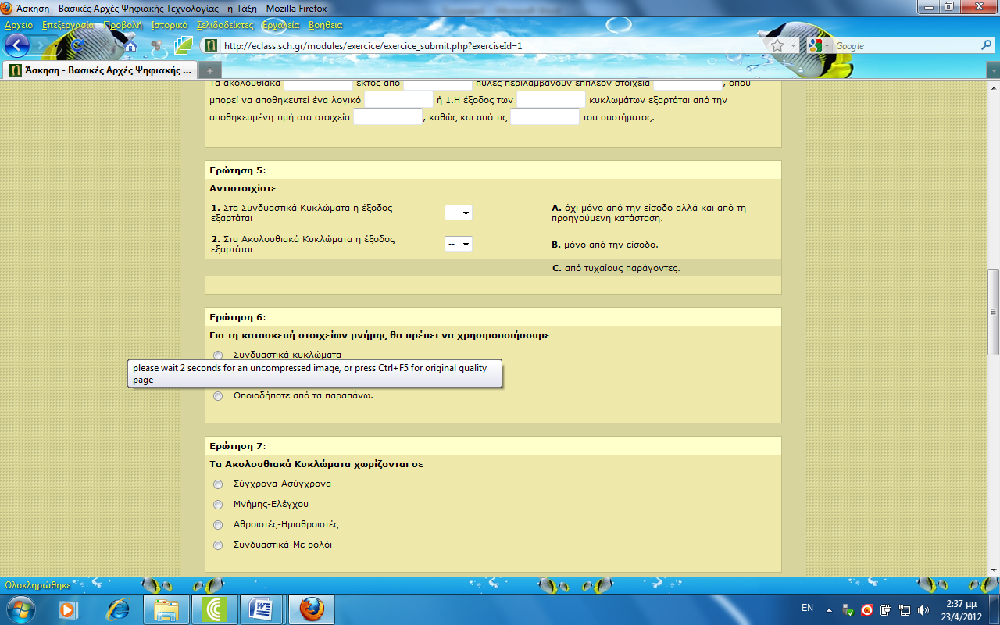 Άσκηση - Βασικές Αρχές Ψηφιακής Τεχνολογίας - η-Τάξη - Mozilla Firefox
Αρχείο Επεξεργασία Προβολή Ιστορικό Σελιδοδείκτες Εργαλεία Βοήθεια
http://eclass.sch.gr/modules/exercice/exercice_submit.php?exerciseId=1
Google
Άσκηση - Βασικές Αρχές Ψηφιακής ...
Τα ακολουθιακά εκτός από πύλες περιλαμβάνουν επιπλέον στοιχεία , όπου
μπορεί να αποθηκευτεί ένα λογικό ή 1.Η έξοδος των κυκλωμάτων εξαρτάται από την
αποθηκευμένη τιμή στα στοιχεία , καθώς και από τις του συστήματος.
Ερώτηση 5:
Αντιστοιχίστε
1. Στα Συνδυαστικά Κυκλώματα η έξοδος
εξαρτάται
--
A. όχι μόνο από την είσοδο αλλά και από τη
προηγούμενη κατάσταση.
2. Στα Ακολουθιακά Κυκλώματα η έξοδος
εξαρτάται
--
B. μόνο από την είσοδο.
C. από τυχαίους παράγοντες.
Ερώτηση 6:
Για τη κατασκευή στοιχείων μνήμης θα πρέπει να χρησιμοποιήσουμε
Συνδυαστικά κυκλώματα
please wait 2 seconds for an uncompressed image, or press Ctrl+F5 for original quality
page
Οποιοδήποτε από τα παραπάνω.
Ερώτηση 7:
Τα Ακολουθιακά Κυκλώματα χωρίζονται σε
Σύγχρονα-Ασύγχρονα
Μνήμης-Ελέγχου
Αθροιστές-Ημιαθροιστές
Συνδυαστικά-Με ρολόι
Ολοκληρώθηκε
EN
2:37 μμ
23/4/2012